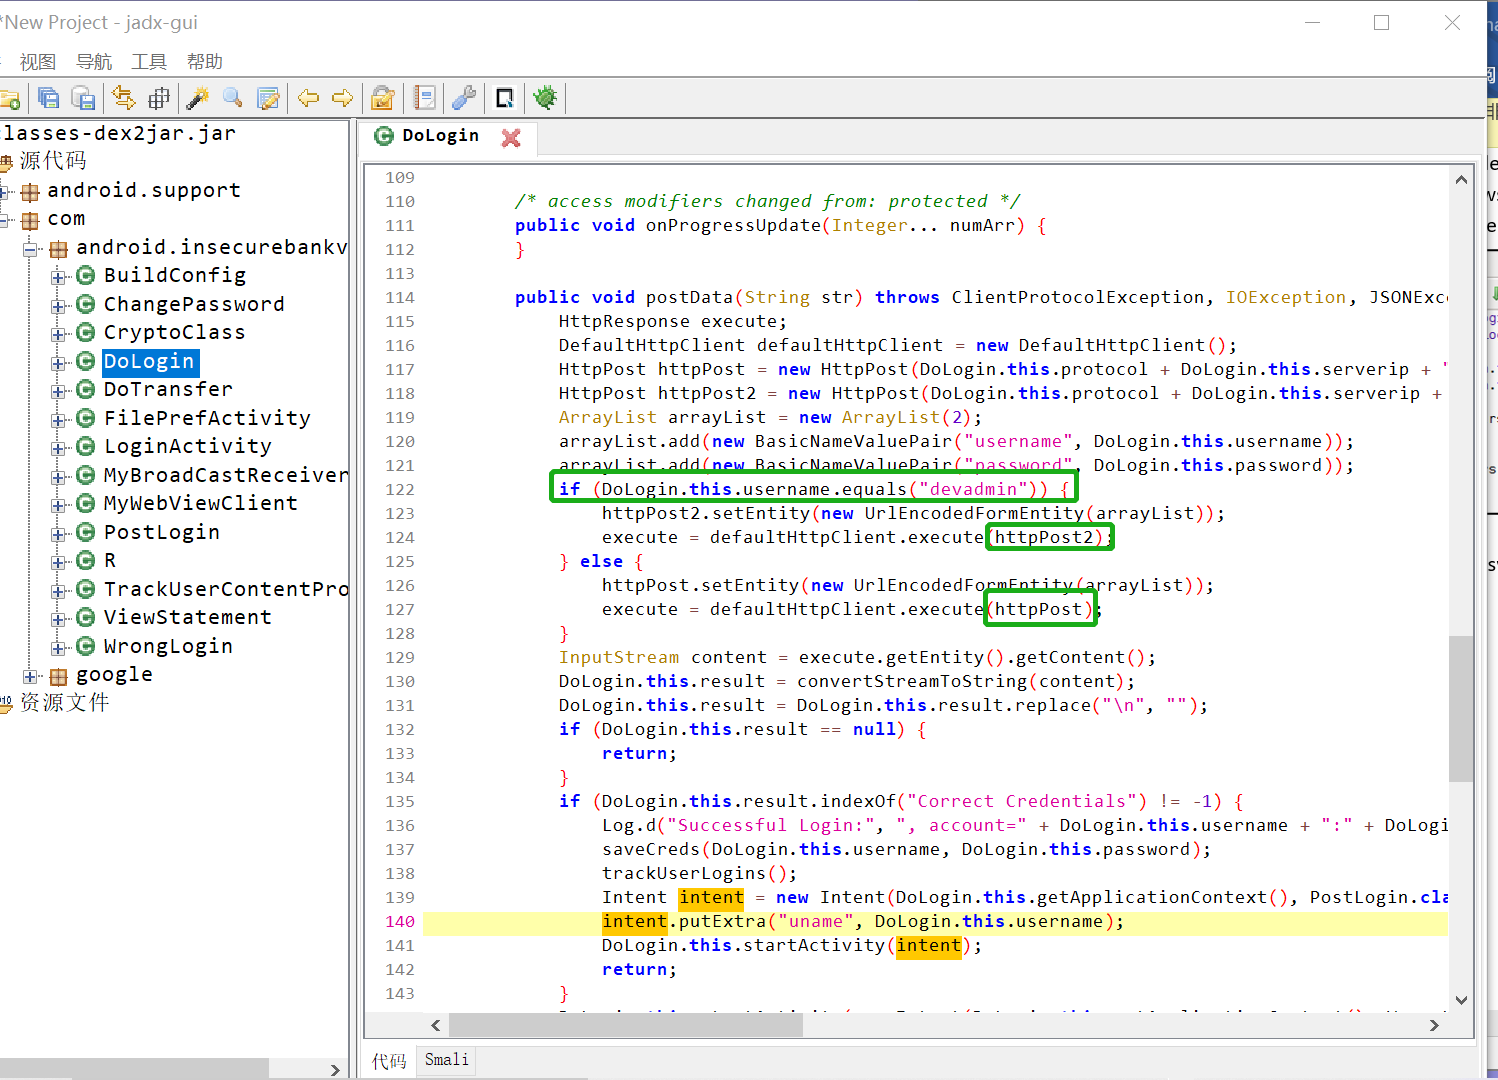 *New Project - jadx-gui
视图 导航 工具 帮助
classes-dex2jar.jar
源代码
android.support
com
android.insecurebankv
BuildConfig
ChangePassword
CryptoClass
DoLogin
DoTransfer
FilePrefActivity
LoginActivity
MyBroadCastReceiver
MyWebViewClient
PostLogin
R
TrackUserContentPro
ViewStatement
WrongLogin
google
资源文件
DoLogin
109
110 /* access modifiers changed from: protected */
111 public void onProgressUpdate(Integer... numArr) {
112 }
113
114 public void postData(String str) throws ClientProtocolException, IOException, JSONExc
115 HttpResponse execute;
116 DefaultHttpClient defaultHttpClient = new DefaultHttpClient();
117 HttpPost httpPost = new HttpPost(DoLogin.this.protocol + DoLogin.this.serverip + "
118 HttpPost httpPost2 = new HttpPost(DoLogin.this.protocol + DoLogin.this.serverip +
119 ArrayList arrayList = new ArrayList(2);
120 arrayList.add(new BasicNameValuePair("username", DoLogin.this.username));
121 arrayList.add(new BasicNameValuePair("password", DoLogin.this.password));
122 if (DoLogin.this.username.equals("devadmin")) {
123 httpPost2.setEntity(new UrlEncodedFormEntity(arrayList));
124 execute = defaultHttpClient.execute(httpPost2);
125 } else {
126 httpPost.setEntity(new UrlEncodedFormEntity(arrayList));
127 execute = defaultHttpClient.execute(httpPost);
128 }
129 InputStream content = execute.getEntity().getContent();
130 DoLogin.this.result = convertStreamToString(content);
131 DoLogin.this.result = DoLogin.this.result.replace("\n", "");
132 if (DoLogin.this.result == null) {
133 return;
134 }
135 if (DoLogin.this.result.indexOf("Correct Credentials") != -1) {
136 Log.d("Successful Login:", ", account=" + DoLogin.this.username + ":" + DoLogi
137 saveCreds(DoLogin.this.username, DoLogin.this.password);
138 trackUserLogins();
139 Intent intent = new Intent(DoLogin.this.getApplicationContext(), PostLogin.cla
140 intent.putExtra("uname", DoLogin.this.username);
141 DoLogin.this.startActivity(intent);
142 return;
143 }
代码 Smali